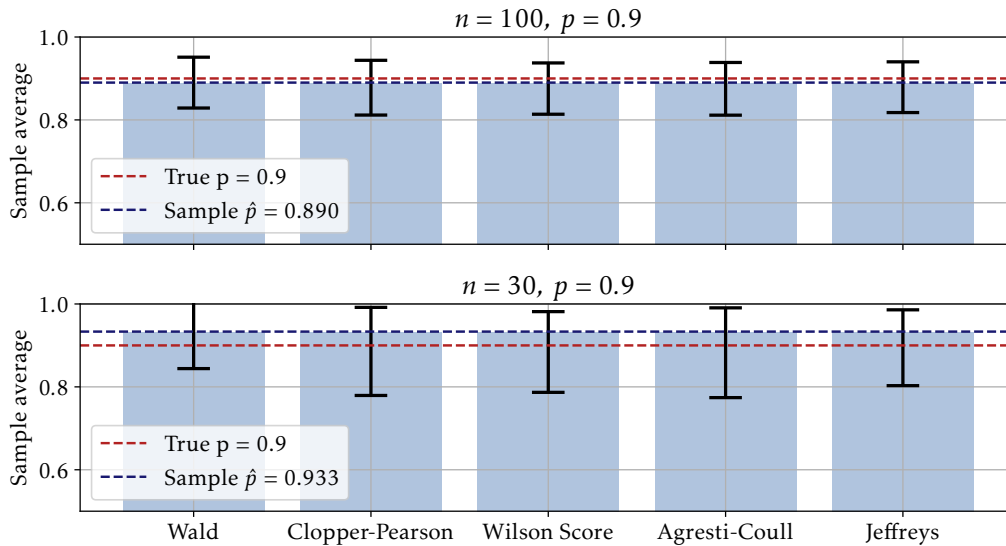 n = 100, p = 0.9
Sample average
1.0
0.8
0.6
True p = 0.9
Sample p̂ = 0.890
n = 30, p = 0.9
Sample average
1.0
0.8
0.6
True p = 0.9
Sample p̂ = 0.933
Wald Clopper-Pearson Wilson Score Agresti-Coull Jeffreys